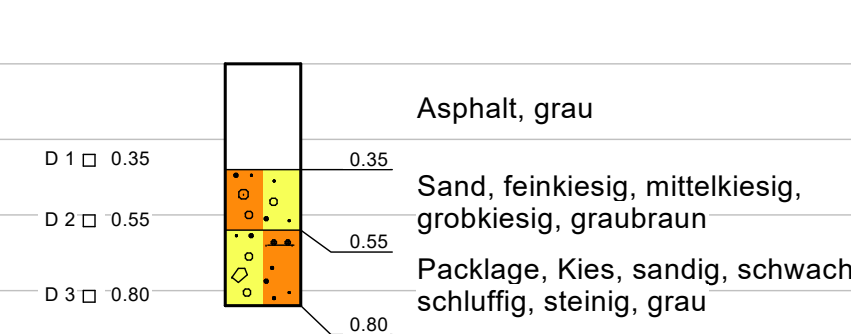 Asphalt, grau
D 1 0.35
0.35
Sand, feinkiesig, mittelkiesig,
grobkiesig, graubraun
D 2 0.55
0.55
Packlage, Kies, sandig, schwach
schluffig, steinig, grau
D 3 0.80
0.80